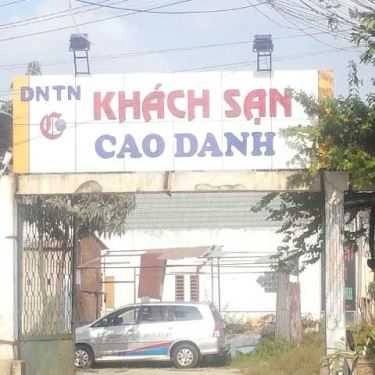 DNTN
KHÁCH SẠN
CAO DANH